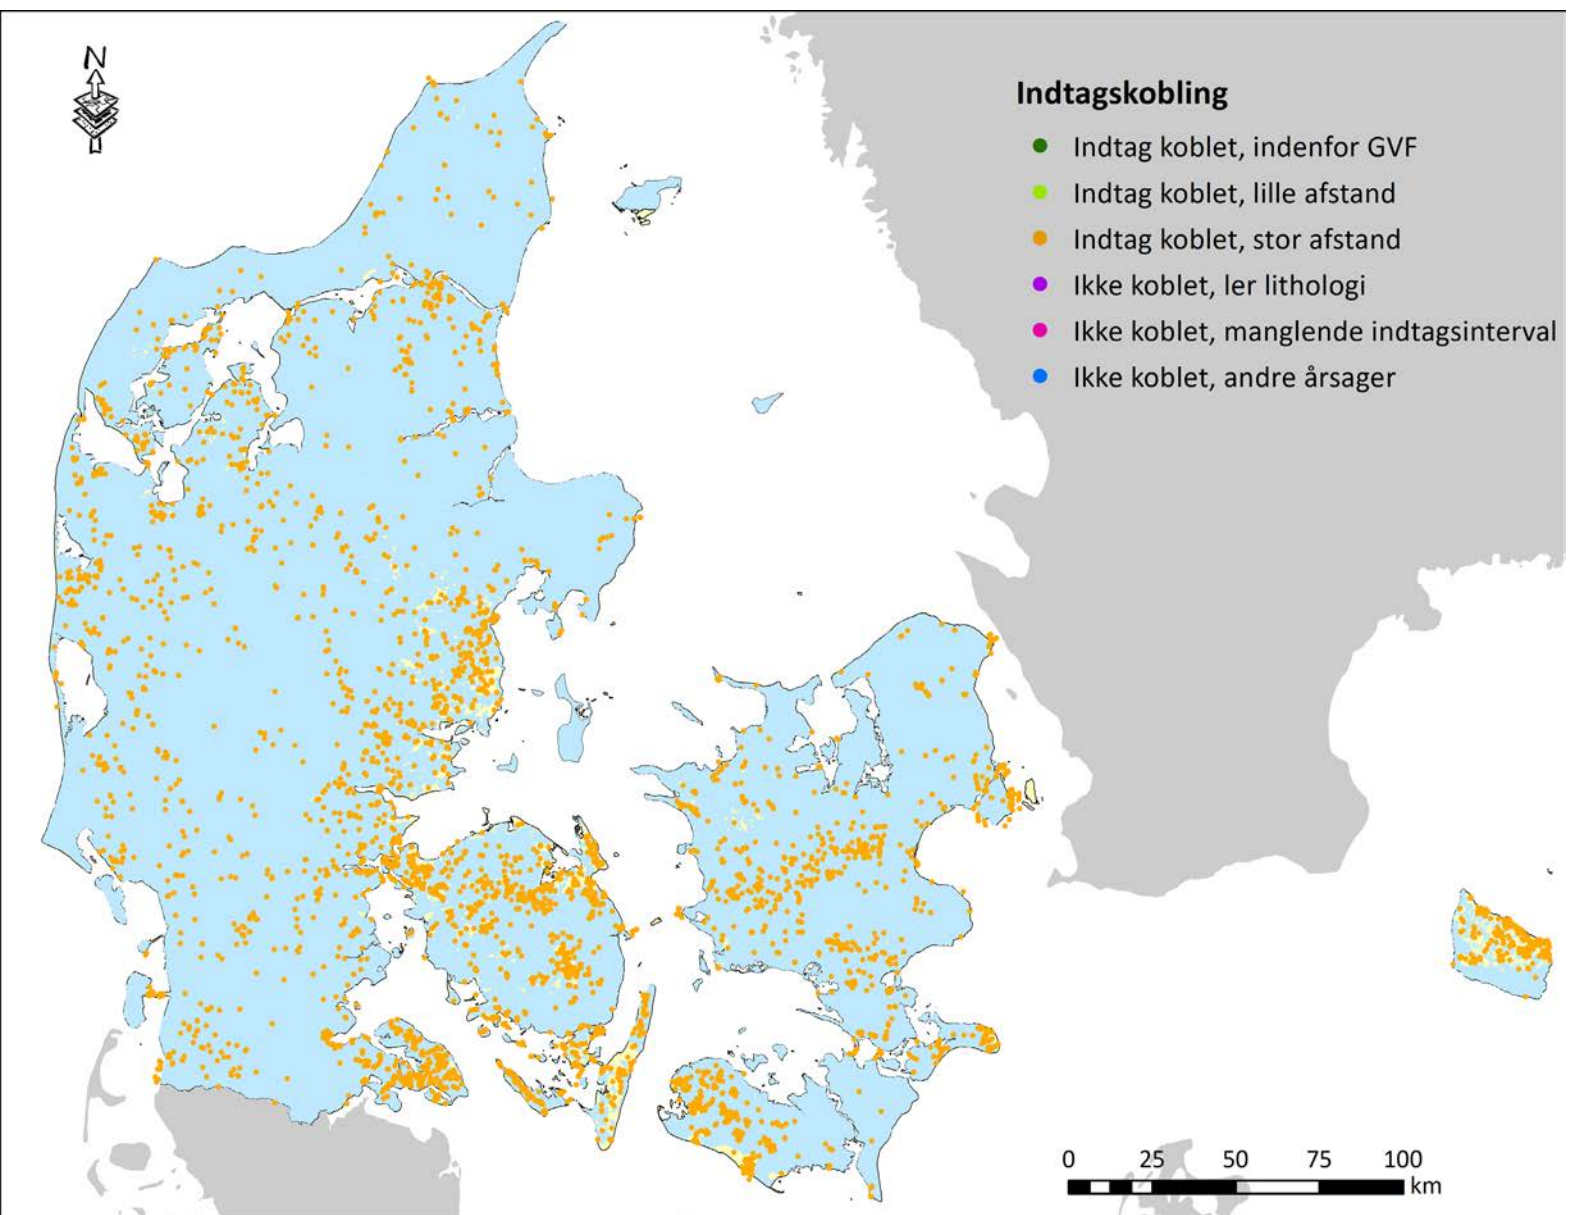 N
Indtagskobling
Indtag koblet, indenfor GVF
Indtag koblet, lille afstand
Indtag koblet, stor afstand
Ikke koblet, ler lithologi
Ikke koblet, manglende indtagsinterval
Ikke koblet, andre årsager
0 25 50 75 100
km